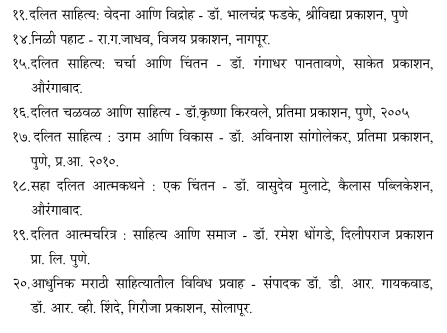 ११.दलित साहित्य: वेदना आणि विद्रोह - डॉ. भालचंद्र फडके, श्रीविद्या प्रकाशन, पुणे
१४.निळी पहाट - रा.ग.जाधव, विजय प्रकाशन, नागपूर.
१५.दलित साहित्य: चर्चा आणि चिंतन - डॉ. गंगाधर पानतावणे, साकेत प्रकाशन,
औरंगाबाद.
१६.दलित चळवळ आणि साहित्य - डॉ.कृष्णा किरवले, प्रतिमा प्रकाशन, पुणे, २००५
१७. दलित साहित्य : उगम आणि विकास - डॉ. अविनाश सांगोलेकर, प्रतिमा प्रकाशन,
पुणे, प्र.आ. २०१०.
१८.सहा दलित आत्मकथने : एक चिंतन - डॉ. वासुदेव मुलाटे, कैलास पब्लिकेशन,
औरंगाबाद.
१९.दलित आत्मचरित्र : साहित्य आणि समाज - डॉ. रमेश धोंगडे, दिलीपराज प्रकाशन
प्रा. लि. पुणे.
२०.आधुनिक मराठी साहित्यातील विविध प्रवाह - संपादक डॉ. डी. आर. गायकवाड,
डॉ. आर. व्ही. शिंदे, गिरीजा प्रकाशन, सोलापूर.